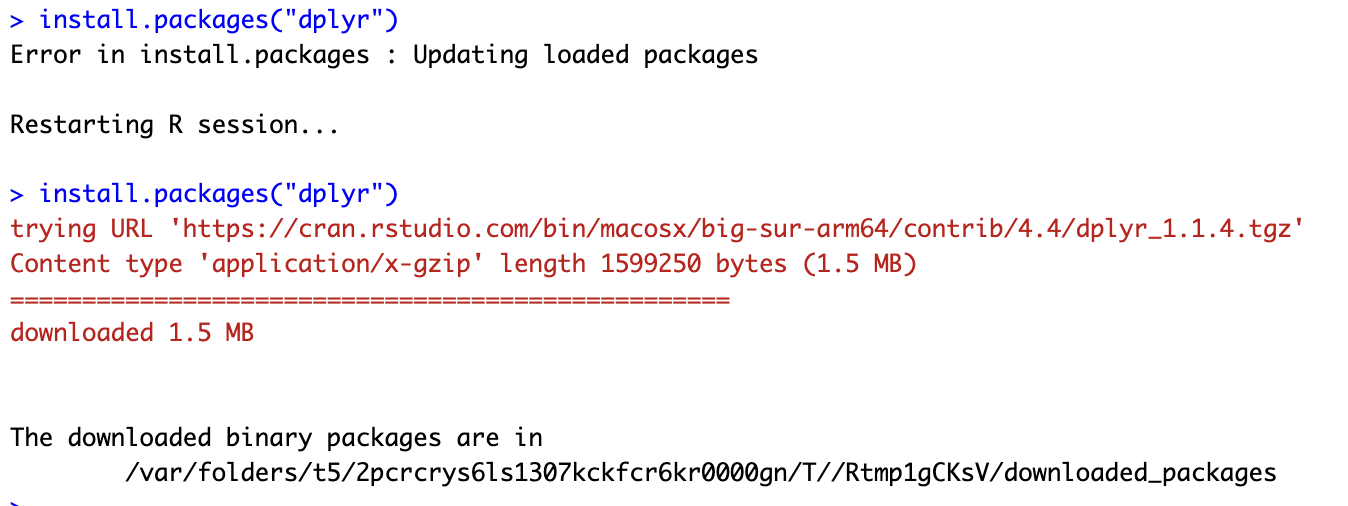 > install.packages("dplyr")
Error in install.packages : Updating loaded packages
Restarting R session...
> install.packages("dplyr")
trying URL 'https://cran.rstudio.com/bin/macosx/big-sur-arm64/contrib/4.4/dplyr_1.1.4.tgz'
Content type 'application/x-gzip' length 1599250 bytes (1.5 MB)
==================================================
downloaded 1.5 MB
The downloaded binary packages are in
/var/folders/t5/2pcrcrys6ls1307kckfcr6kr0000gn/T//Rtmp1gCKsV/downloaded_packages
>